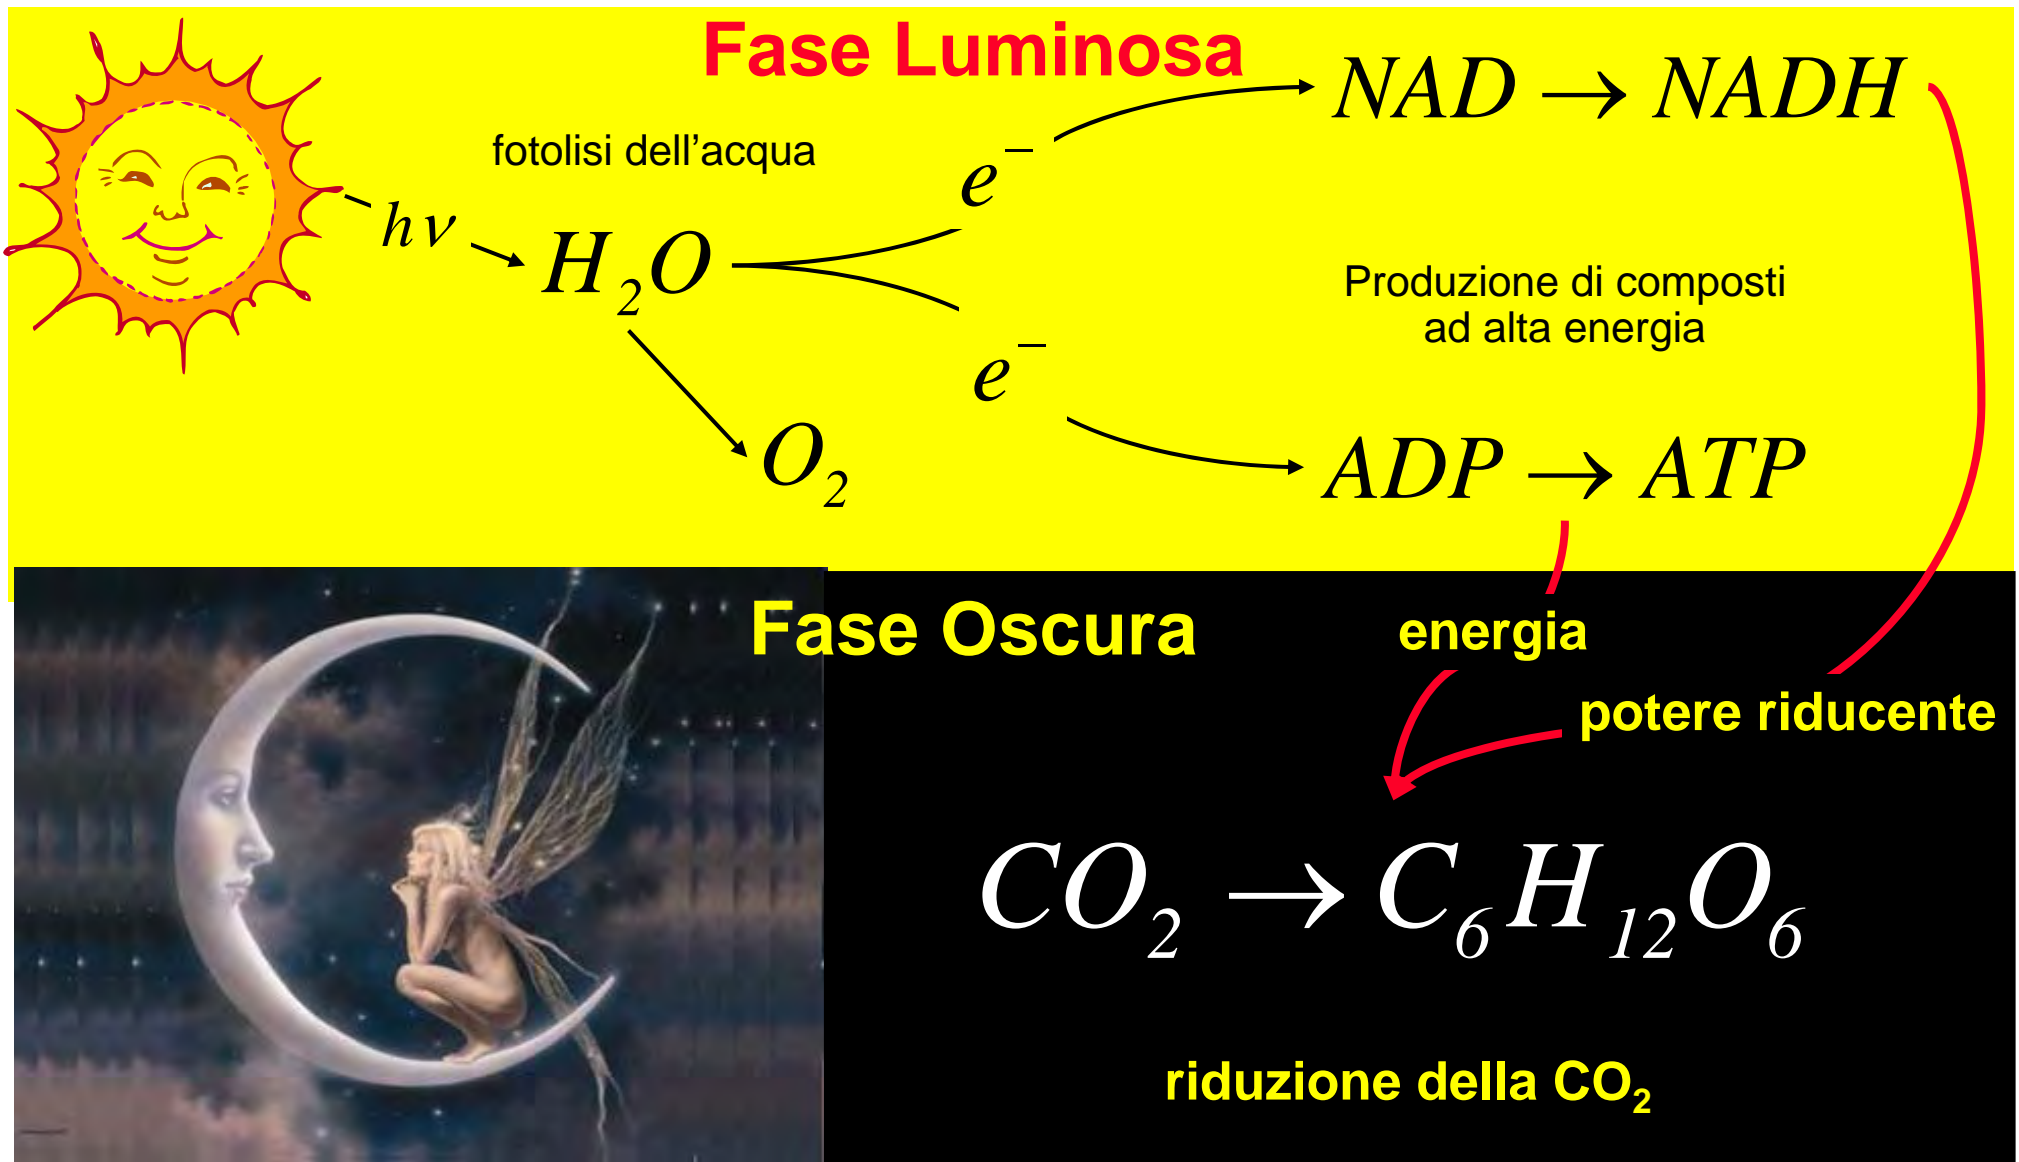 Fase Luminosa
NAD → NADH
fotolisi dell'acqua
e⁻
hν
H₂O
Produzione di composti
ad alta energia
e⁻
O₂
ADP → ATP
Fase Oscura
energia
potere riducente
CO₂ → C₆H₁₂O₆
riduzione della CO₂